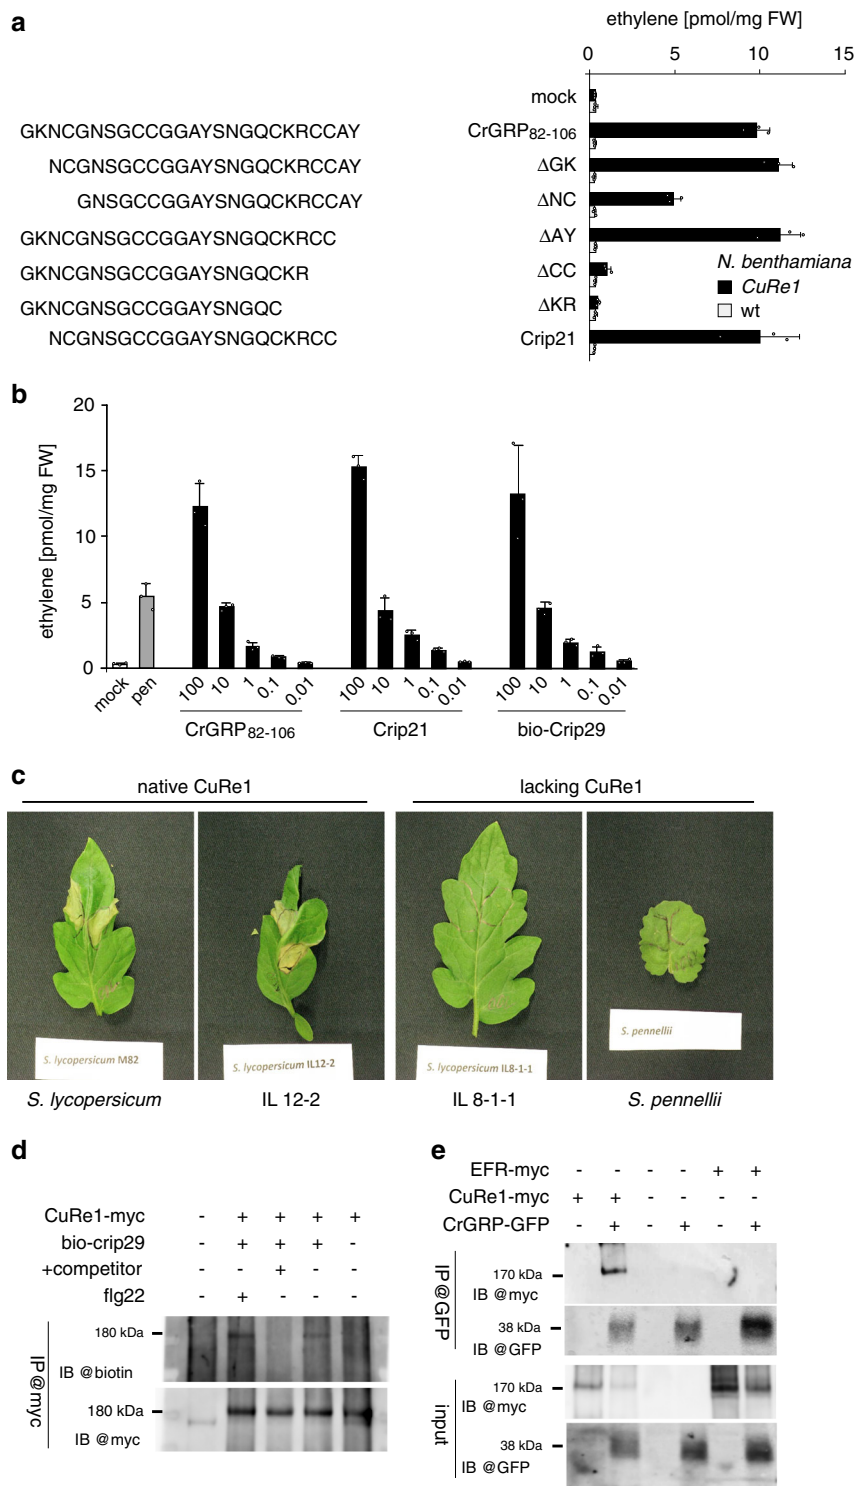 a
ethylene [pmol/mg FW]
0 5 10 15
mock
GKNCGNSGCCGGAYSNGQCKRCCAY CrGRP82-106
NCGNSGCCGGAYSNGQCKRCCAY ΔGK
GNSGCCGGAYSNGQCKRCCAY ΔNC
GKNCGNSGCCGGAYSNGQCKRCC ΔAY
GKNCGNSGCCGGAYSNGQCKR ΔCC
GKNCGNSGCCGGAYSNGQC ΔKR
NCGNSGCCGGAYSNGQCKRCC Crip21
N. benthamiana
CuRe1
wt
b
ethylene [pmol/mg FW]
20
15
10
5
0
mock pen 100 10 1 0.1 0.01 100 10 1 0.1 0.01 100 10 1 0.1 0.01
CrGRP82-106 Crip21 bio-Crip29
c
native CuRe1 lacking CuRe1
S. lycopersicum M82
S. lycopersicum IL12-2
S. lycopersicum IL8-1-1
S. pennellii
S. lycopersicum IL 12-2 IL 8-1-1 S. pennellii
d
CuRe1-myc - + + + +
bio-crip29 - + + + -
+competitor - - + - -
flg22 - + - - -
IP@myc
180 kDa
IB @biotin
180 kDa
IB @myc
e
EFR-myc - - - - + +
CuRe1-myc + + - - - -
CrGRP-GFP - + - + - +
IP@GFP
170 kDa
IB @myc
38 kDa
IB @GFP
input
170 kDa
IB @myc
38 kDa
IB @GFP